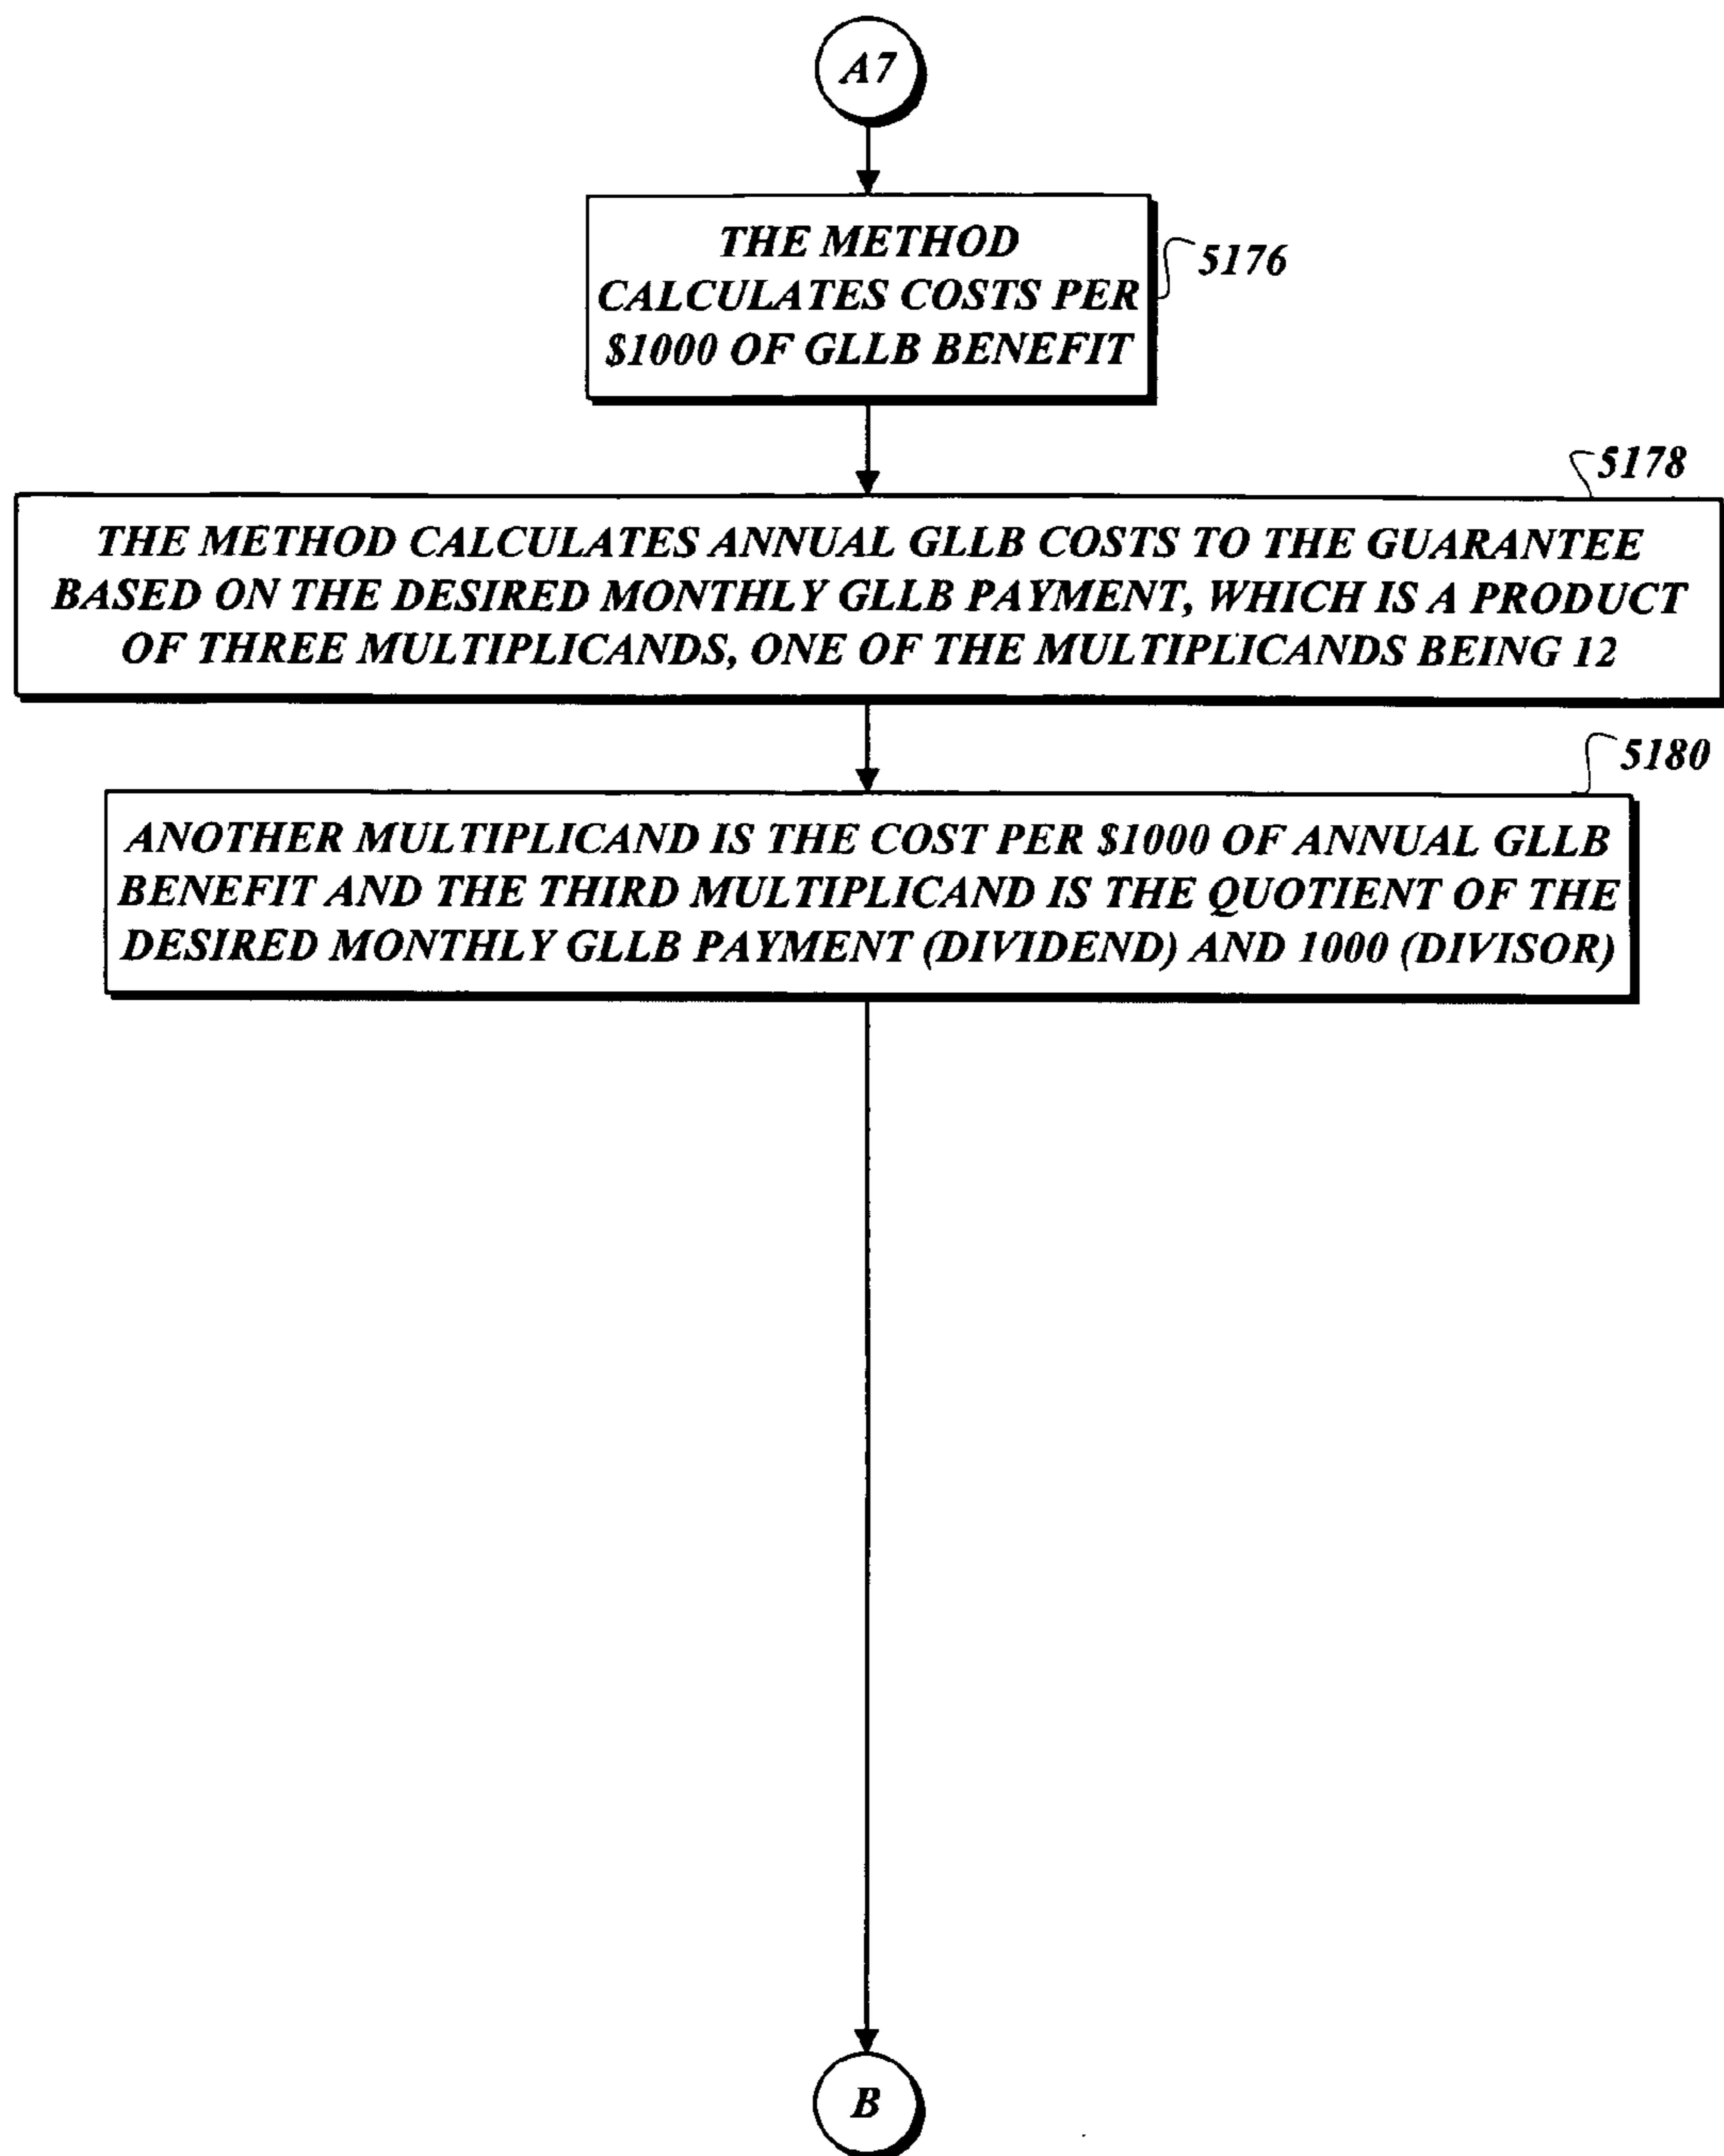 A7
THE METHOD
CALCULATES COSTS PER
$1000 OF GLLB BENEFIT
5176
5178
THE METHOD CALCULATES ANNUAL GLLB COSTS TO THE GUARANTEE
BASED ON THE DESIRED MONTHLY GLLB PAYMENT, WHICH IS A PRODUCT
OF THREE MULTIPLICANDS, ONE OF THE MULTIPLICANDS BEING 12
5180
ANOTHER MULTIPLICAND IS THE COST PER $1000 OF ANNUAL GLLB
BENEFIT AND THE THIRD MULTIPLICAND IS THE QUOTIENT OF THE
DESIRED MONTHLY GLLB PAYMENT (DIVIDEND) AND 1000 (DIVISOR)
B